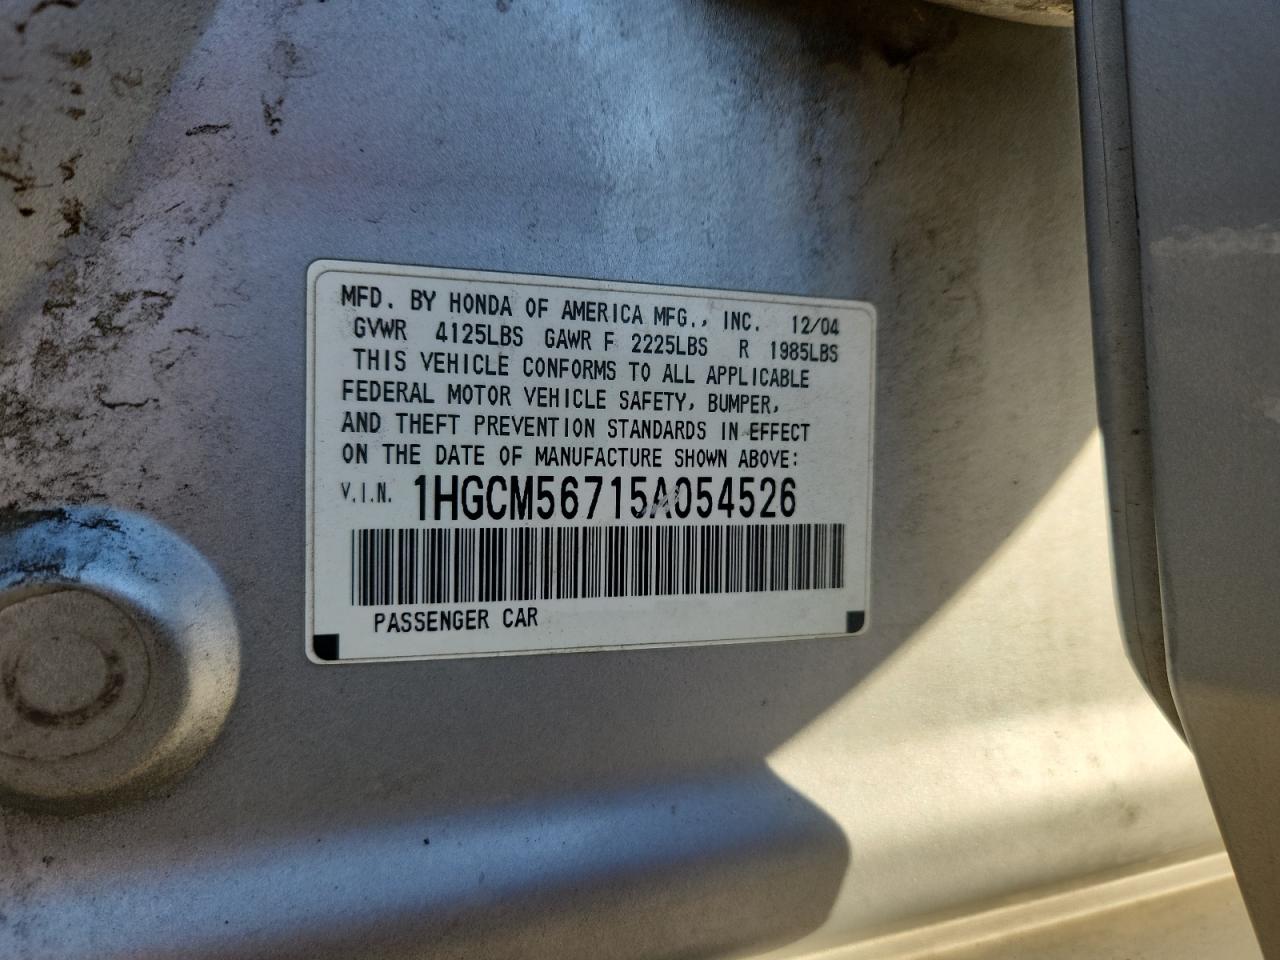 MFD. BY HONDA OF AMERICA MFG., INC. 12/04
GVWR 4125LBS GAWR F 2225LBS R 1985LBS
THIS VEHICLE CONFORMS TO ALL APPLICABLE
FEDERAL MOTOR VEHICLE SAFETY, BUMPER,
AND THEFT PREVENTION STANDARDS IN EFFECT
ON THE DATE OF MANUFACTURE SHOWN ABOVE:
V.I.N. 1HGCM56715A054526
PASSENGER CAR